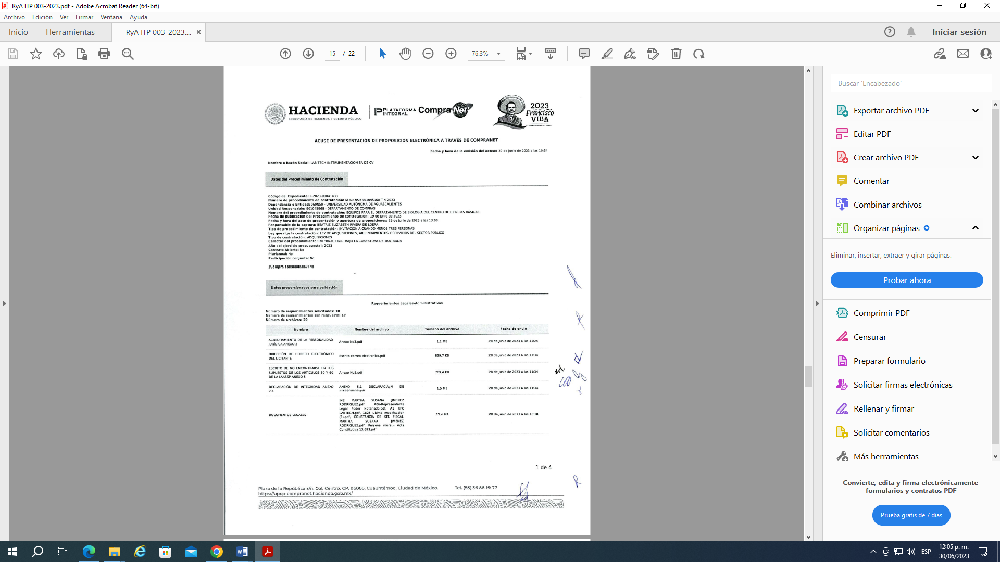 RyA ITP 003-2023.pdf - Adobe Acrobat Reader (64-bit)
Archivo Edición Ver Firmar Ventana Ayuda
Inicio Herramientas RyA ITP 003-2023.... × Iniciar sesión
15 / 22 76.3%
HACIENDA
SECRETARÍA DE HACIENDA Y CRÉDITO PÚBLICO
PLATAFORMA INTEGRAL
CompraNet
2023
Francisco
VILLA
ACUSE DE PRESENTACIÓN DE PROPOSICIÓN ELECTRÓNICA A TRAVÉS DE COMPRANET
Fecha y hora de la emisión del acuse: 29 de junio de 2023 a las 10:34
Nombre o Razón Social: LAB TECH INSTRUMENTACION SA DE CV
Datos del Procedimiento de Contratación
Código del Expediente: E-2023-00041433
Número de procedimiento de contratación: IA-60-N59-901045968-T-4-2023
Dependencia o Entidad: 060N59 - UNIVERSIDAD AUTÓNOMA DE AGUASCALIENTES
Unidad Responsable: 901045968 - DEPARTAMENTO DE COMPRAS
Nombre del procedimiento de contratación: EQUIPOS PARA EL DEPARTAMENTO DE BIOLOGÍA DEL CENTRO DE CIENCIAS BÁSICAS
Fecha de publicación del Procedimiento de contratación: 19 de junio de 2023
Fecha y hora del acto de presentación y apertura de proposiciones: 29 de junio de 2023 a las 13:00
Responsable de la captura: BEATRIZ ELIZABETH RIVERA DE LOERA
Tipo de procedimiento de contratación: INVITACIÓN A CUANDO MENOS TRES PERSONAS
Ley que rige la contratación: LEY DE ADQUISICIONES, ARRENDAMIENTOS Y SERVICIOS DEL SECTOR PÚBLICO
Tipo de contratación: ADQUISICIONES
Carácter del procedimiento: INTERNACIONAL BAJO LA COBERTURA DE TRATADOS
Año del ejercicio presupuestal: 2023
Contrato Abierto: No
Plurianual: No
Participación conjunta: No
¿Compra consolidada?: No
Datos proporcionados para validación
Requerimientos Legales-Administrativos
Número de requerimientos solicitados: 10
Número de requerimientos con respuesta: 10
Número de archivos: 20
Nombre Nombre del archivo Tamaño del archivo Fecha de envío
ACREDITAMIENTO DE LA PERSONALIDAD JURÍDICA ANEXO 3 Anexo No3.pdf 1.1 MB 28 de junio de 2023 a las 11:24
DIRECCIÓN DE CORREO ELECTRÓNICO DEL LICITANTE Escrito correo electronico.pdf 829.7 KB 28 de junio de 2023 a las 11:34
ESCRITO DE NO ENCONTRARSE EN LOS SUPUESTOS DE LOS ARTÍCULOS 50 Y 60 DE LA LAASSP ANEXO 5 Anexo No5.pdf 709.4 KB 28 de junio de 2023 a las 11:34
DECLARACIÓN DE INTEGRIDAD ANEXO ANEXO 5.1 DECLARACIÃ¿N DE 1.5 MB 28 de junio de 2023 a las 11:34
DOCUMENTOS LEGALES INE MARTHA SUSANA JIMENEZ RODRIGUEZ.pdf, A06-Representante Legal Poder Notariado.pdf, A1 RFC LABTECH.pdf, 1825 ultima modificacion (1).pdf, CONSTANCIA DE SIT. FISCAL MARTHA SUSANA JIMENEZ RODRIGUEZ.pdf, Persona moral.- Acta Constitutiva 13,693.pdf 22.4 MB 28 de junio de 2023 a las 16:18
1 de 4
Plaza de la República s/n, Col. Centro, CP. 06066, Cuauhtémoc, Ciudad de México. Tel. (55) 36 88 19 77
https://upcp-compranet.hacienda.gob.mx/
Buscar 'Encabezado'
Exportar archivo PDF
Editar PDF
Crear archivo PDF
Comentar
Combinar archivos
Organizar páginas
Eliminar, insertar, extraer y girar páginas.
Probar ahora
Comprimir PDF
Censurar
Preparar formulario
Solicitar firmas electrónicas
Rellenar y firmar
Solicitar comentarios
Más herramientas
Convierte, edita y firma electrónicamente
formularios y contratos PDF
Prueba gratis de 7 días
ESP
12:05 p. m.
30/06/2023